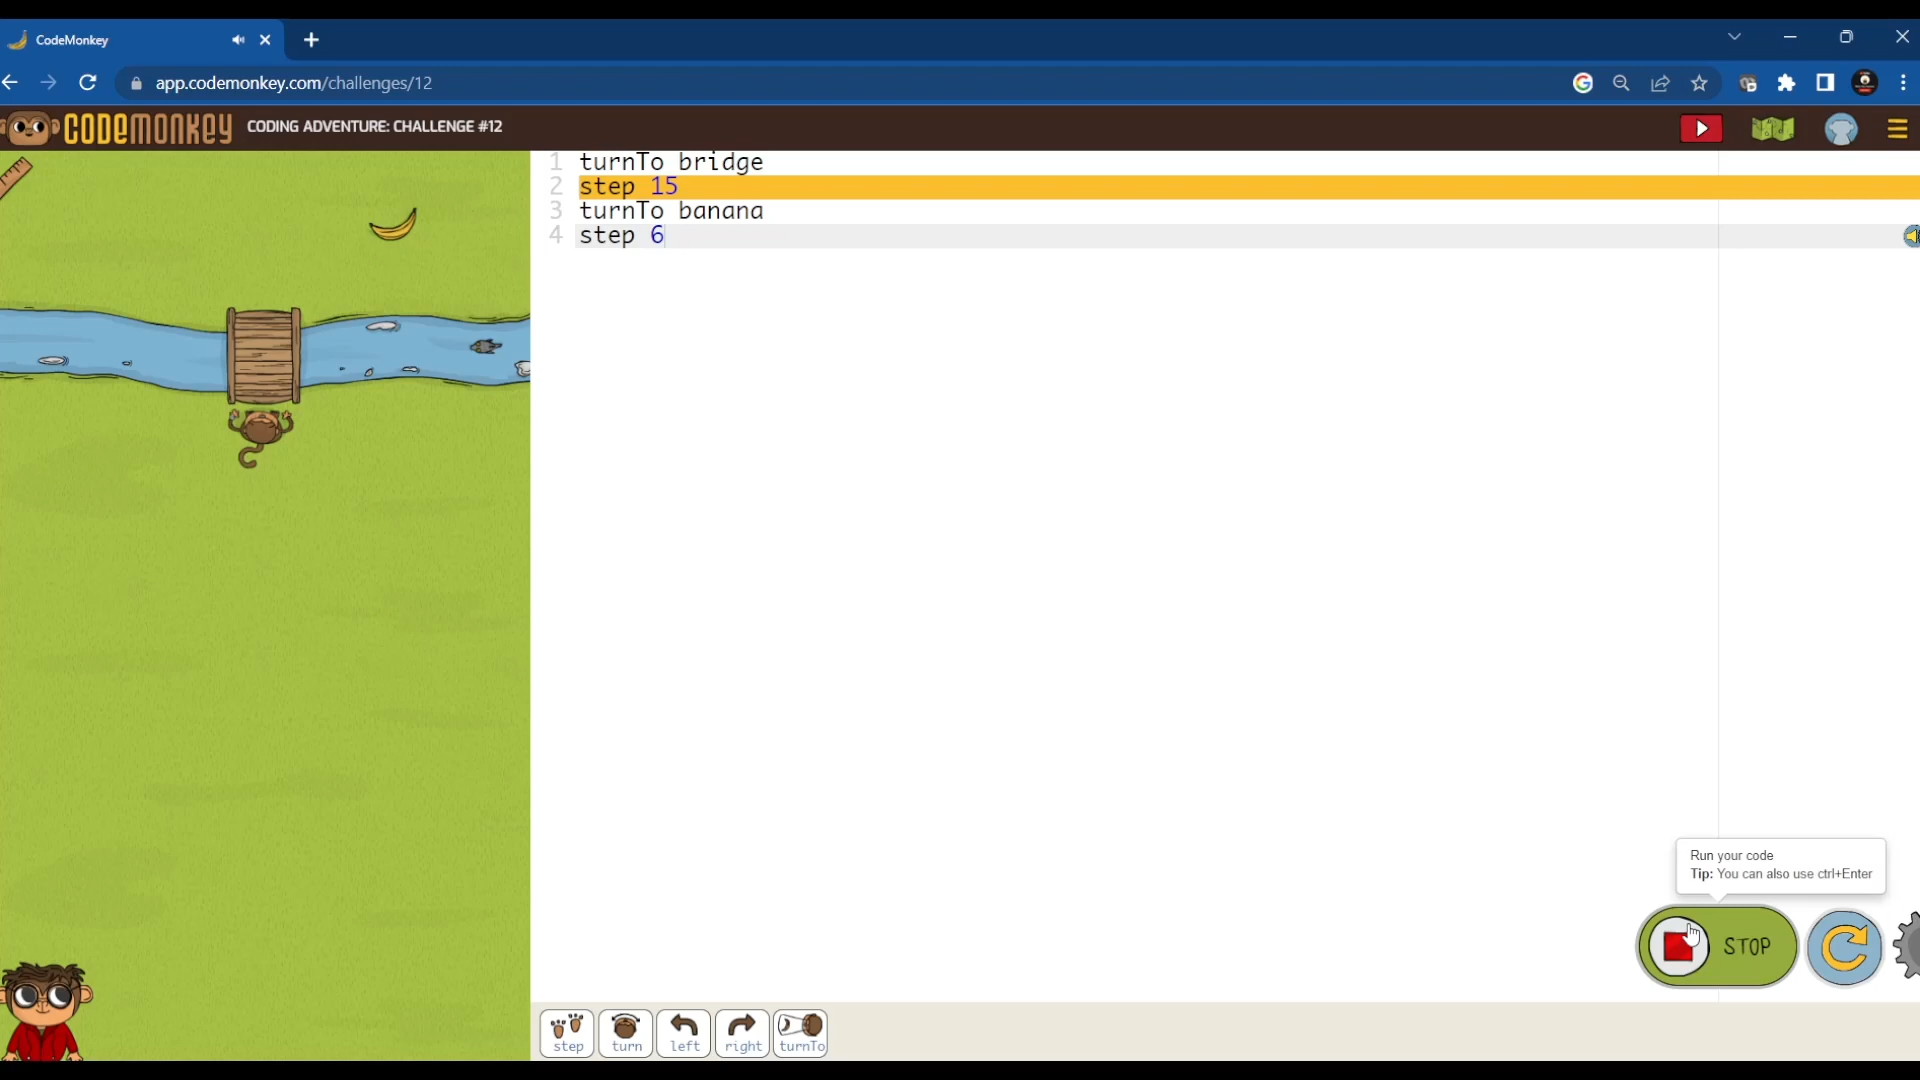 CodeMonkey
app.codemonkey.com/challenges/12
CODEMONKEY
CODING ADVENTURE: CHALLENGE #12
1 turnTo bridge
2 step 15
3 turnTo banana
4 step 6
Run your code
Tip: You can also use ctrl+Enter
STOP
step
turn
left
right
turnTo